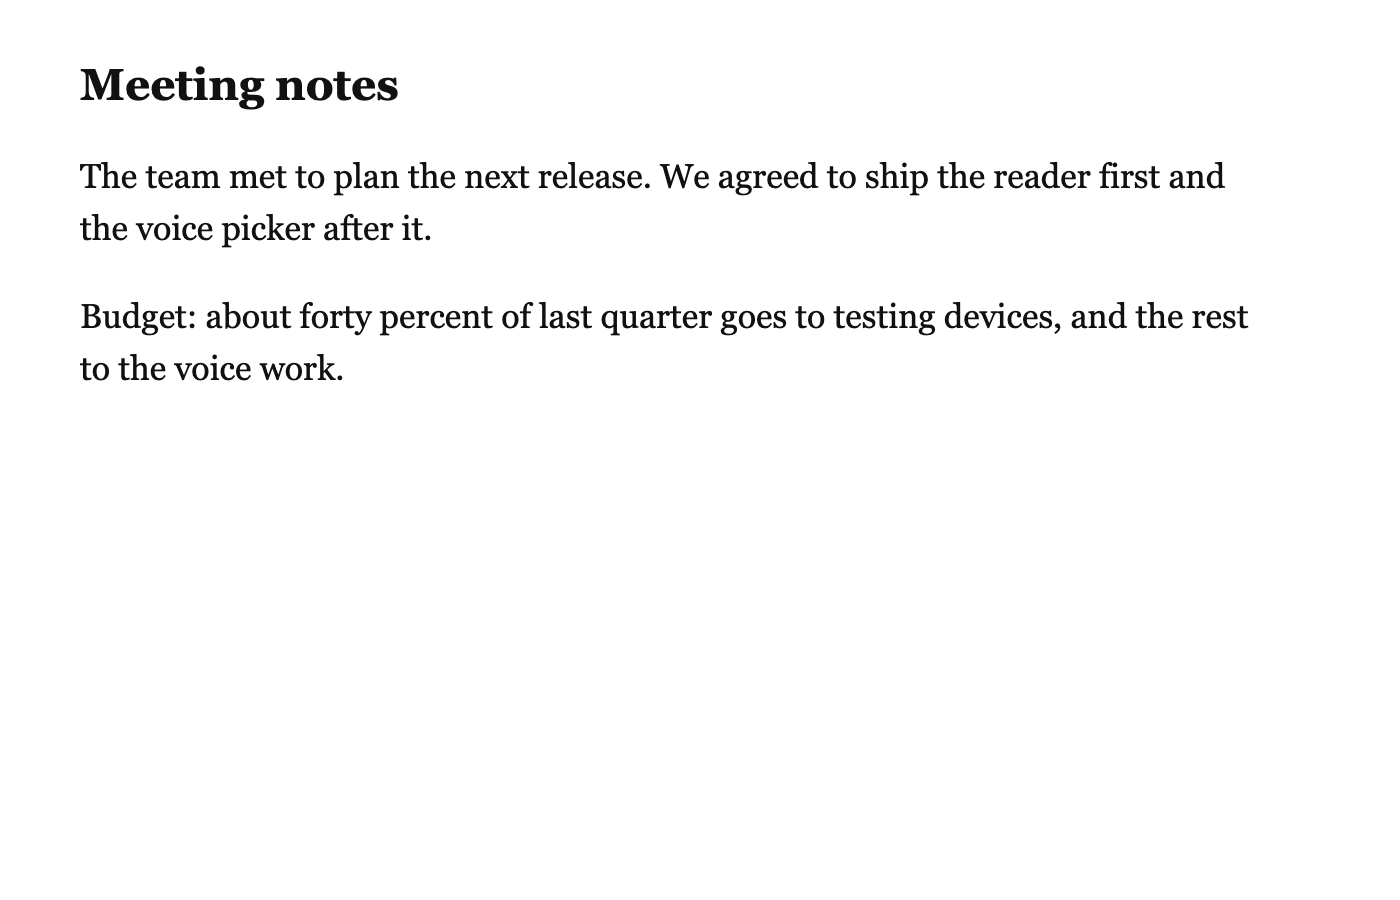 Meeting notes
The team met to plan the next release. We agreed to ship the reader first and
the voice picker after it.
Budget: about forty percent of last quarter goes to testing devices, and the rest
to the voice work.